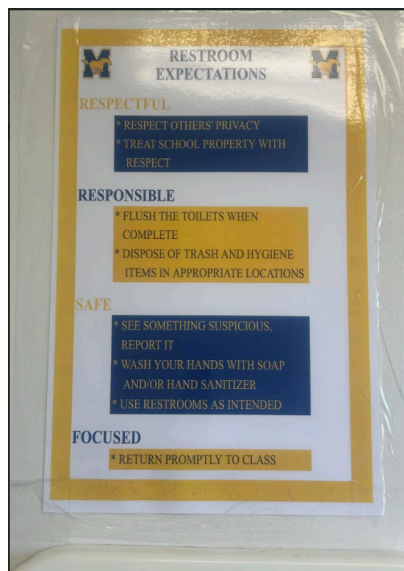 M M
RESTROOM
EXPECTATIONS
RESPECTFUL
* RESPECT OTHERS' PRIVACY
* TREAT SCHOOL PROPERTY WITH
RESPECT
RESPONSIBLE
* FLUSH THE TOILETS WHEN
COMPLETE
* DISPOSE OF TRASH AND HYGIENE
ITEMS IN APPROPRIATE LOCATIONS
SAFE
* SEE SOMETHING SUSPICIOUS,
REPORT IT
* WASH YOUR HANDS WITH SOAP
AND/OR HAND SANITIZER
* USE RESTROOMS AS INTENDED
FOCUSED
* RETURN PROMPTLY TO CLASS